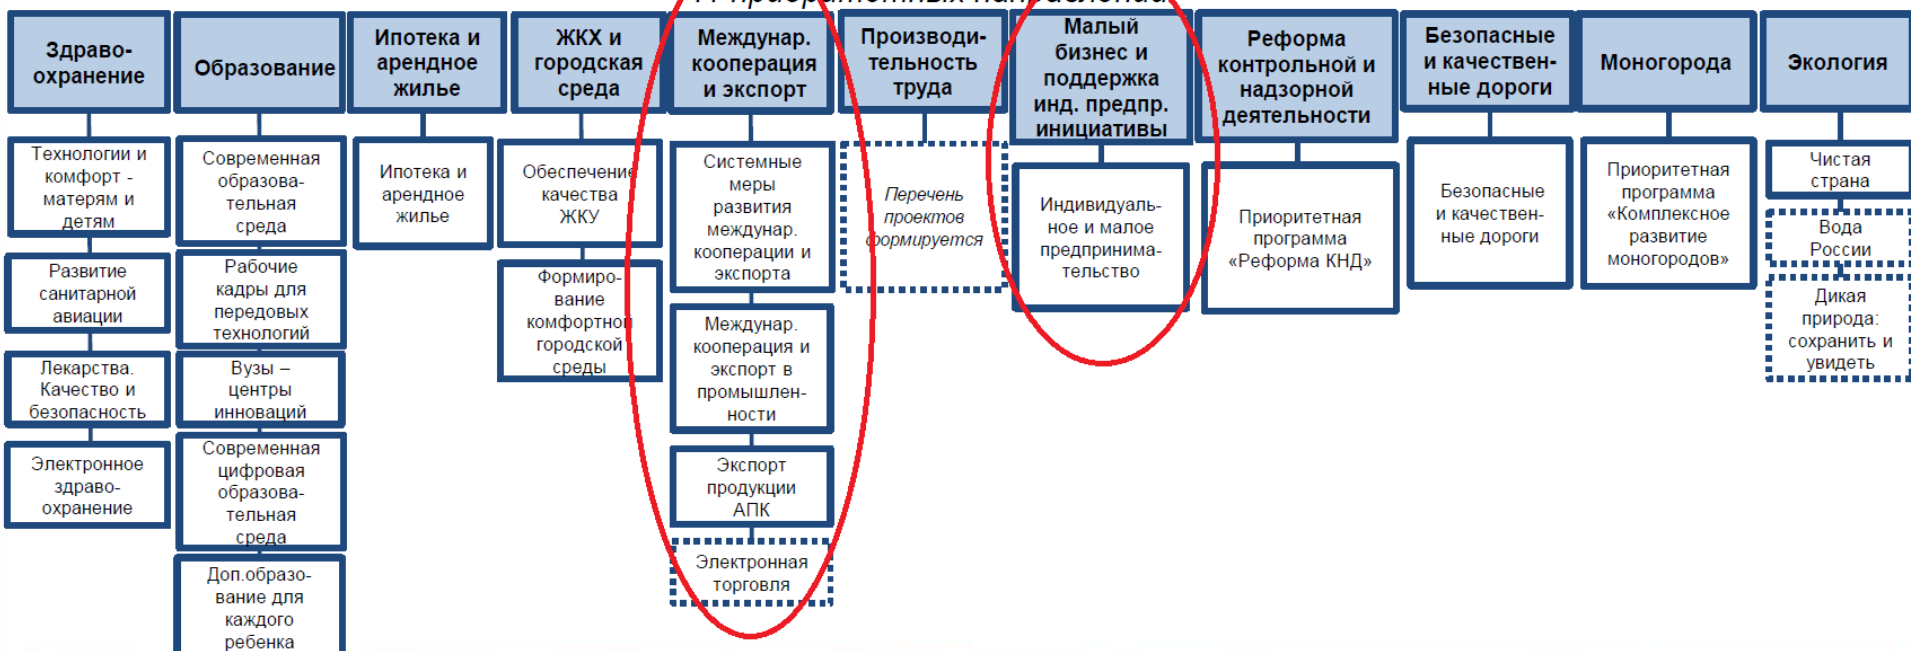 11 приоритетных направлений
Здраво-
охранение
Технологии и
комфорт -
матерям и
детям
Развитие
санитарной
авиации
Лекарства.
Качество и
безопасность
Электронное
здраво-
охранение
Образование
Современная
образова-
тельная
среда
Рабочие
кадры для
передовых
технологий
Вузы –
центры
инноваций
Современная
цифровая
образова-
тельная
среда
Доп.образо-
вание для
каждого
ребенка
Ипотека и
арендное
жилье
Ипотека и
арендное
жилье
ЖКХ и
городская
среда
Обеспечение
качества
ЖКУ
Формиро-
вание
комфортной
городской
среды
Междунар.
кооперация
и экспорт
Системные
меры
развития
междунар.
кооперации и
экспорта
Междунар.
кооперация и
экспорт в
промышлен-
ности
Экспорт
продукции
АПК
Электронная
торговля
Производи-
тельность
труда
Перечень
проектов
формируется
Малый
бизнес и
поддержка
инд. предпр.
инициативы
Индивидуаль-
ное и малое
предпринима-
тельство
Реформа
контрольной и
надзорной
деятельности
Приоритетная
программа
«Реформа КНД»
Безопасные
и качествен-
ные дороги
Безопасные
и качествен-
ные дороги
Моногорода
Приоритетная
программа
«Комплексное
развитие
моногородов»
Экология
Чистая
страна
Вода
России
Дикая
природа:
сохранить и
увидеть